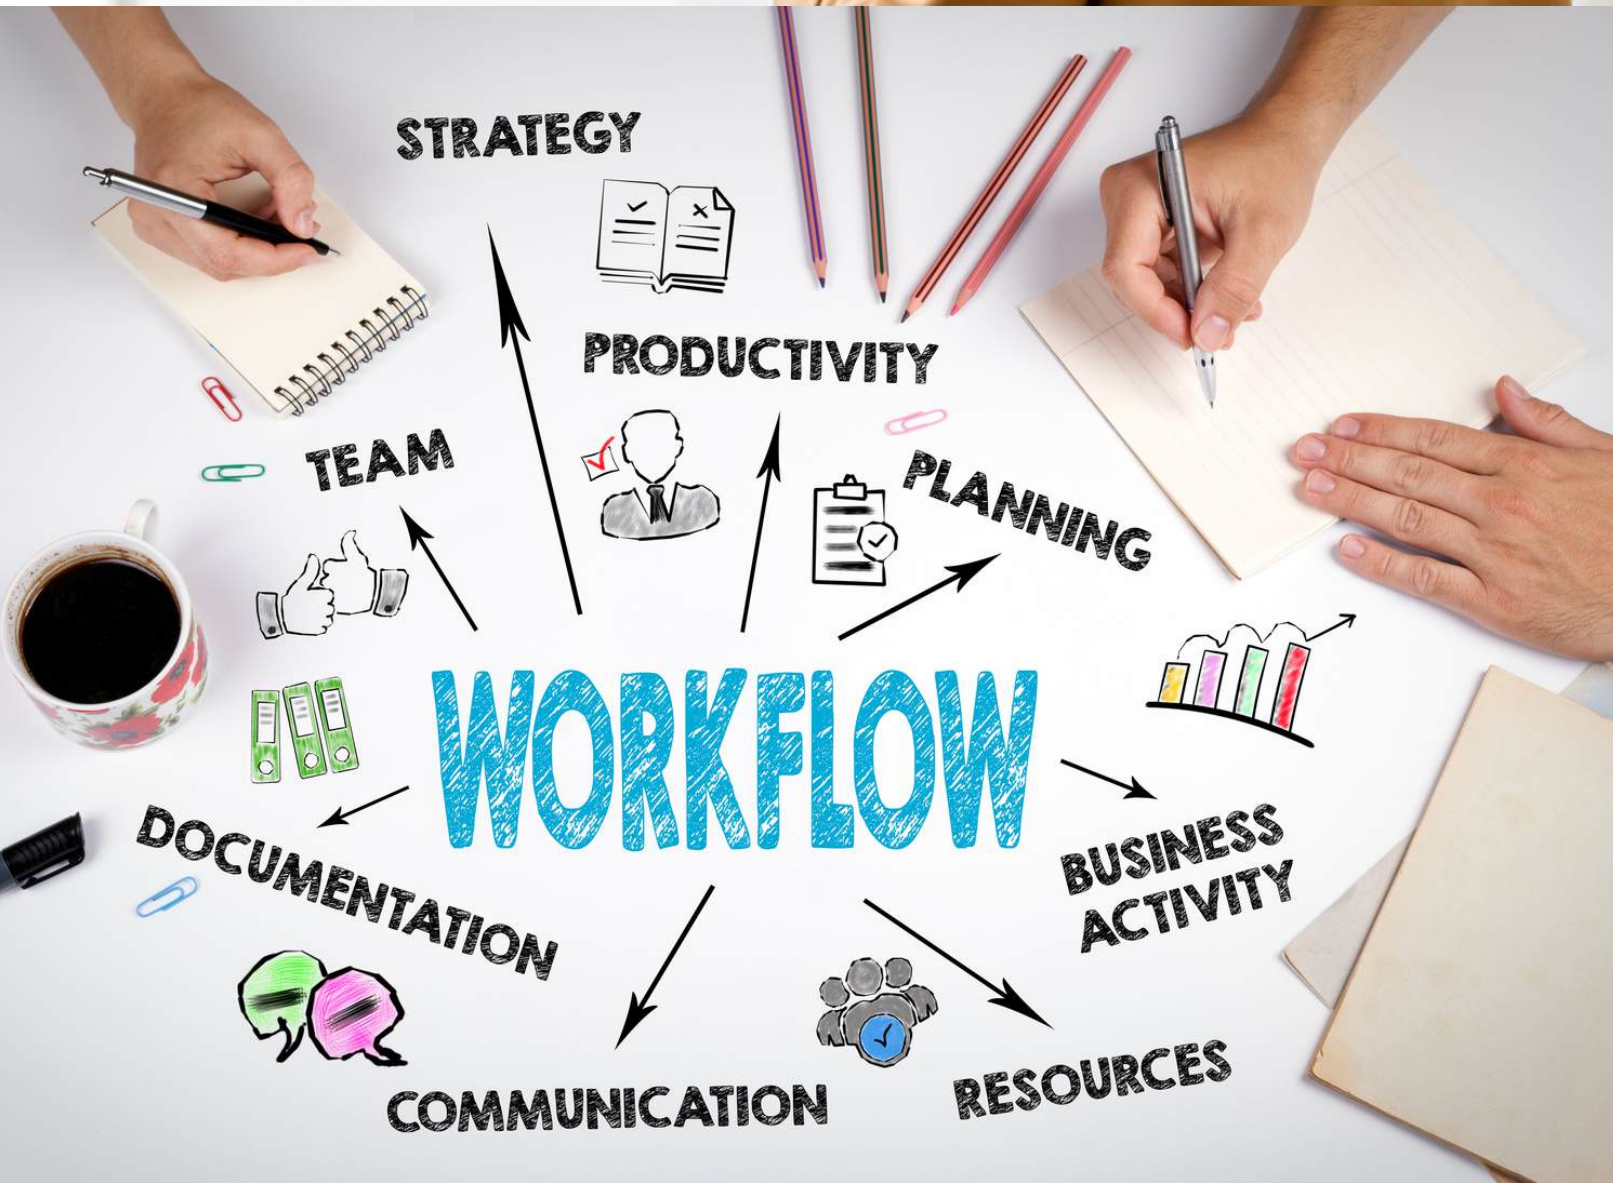 STRATEGY
PRODUCTIVITY
TEAM
PLANNING
WORKFLOW
DOCUMENTATION
BUSINESS
ACTIVITY
COMMUNICATION
RESOURCES